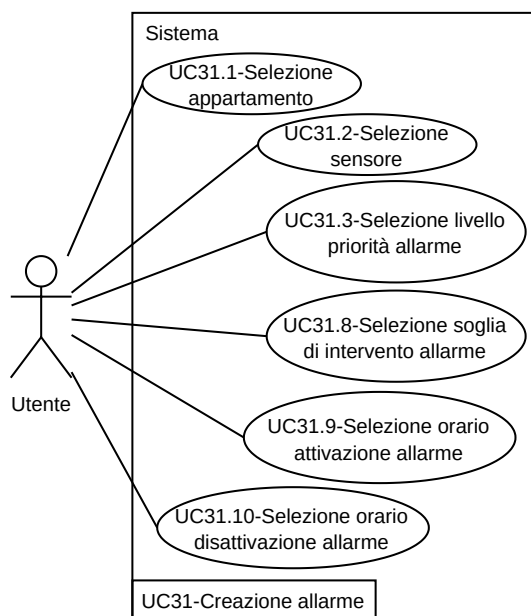 Sistema
UC31.1-Selezione
appartamento
UC31.2-Selezione
sensore
UC31.3-Selezione livello
priorità allarme
UC31.8-Selezione soglia
di intervento allarme
Utente
UC31.9-Selezione orario
attivazione allarme
UC31.10-Selezione orario
disattivazione allarme
UC31-Creazione allarme